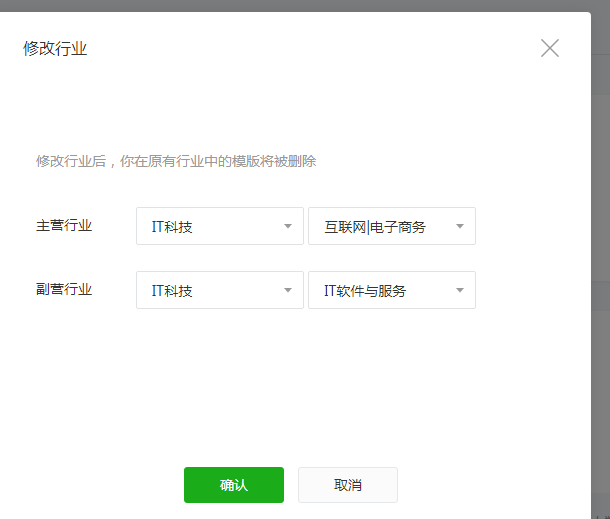 修改行业
修改行业后，你在原有行业中的模版将被删除
主营行业 IT科技 互联网|电子商务
副营行业 IT科技 IT软件与服务
确认 取消